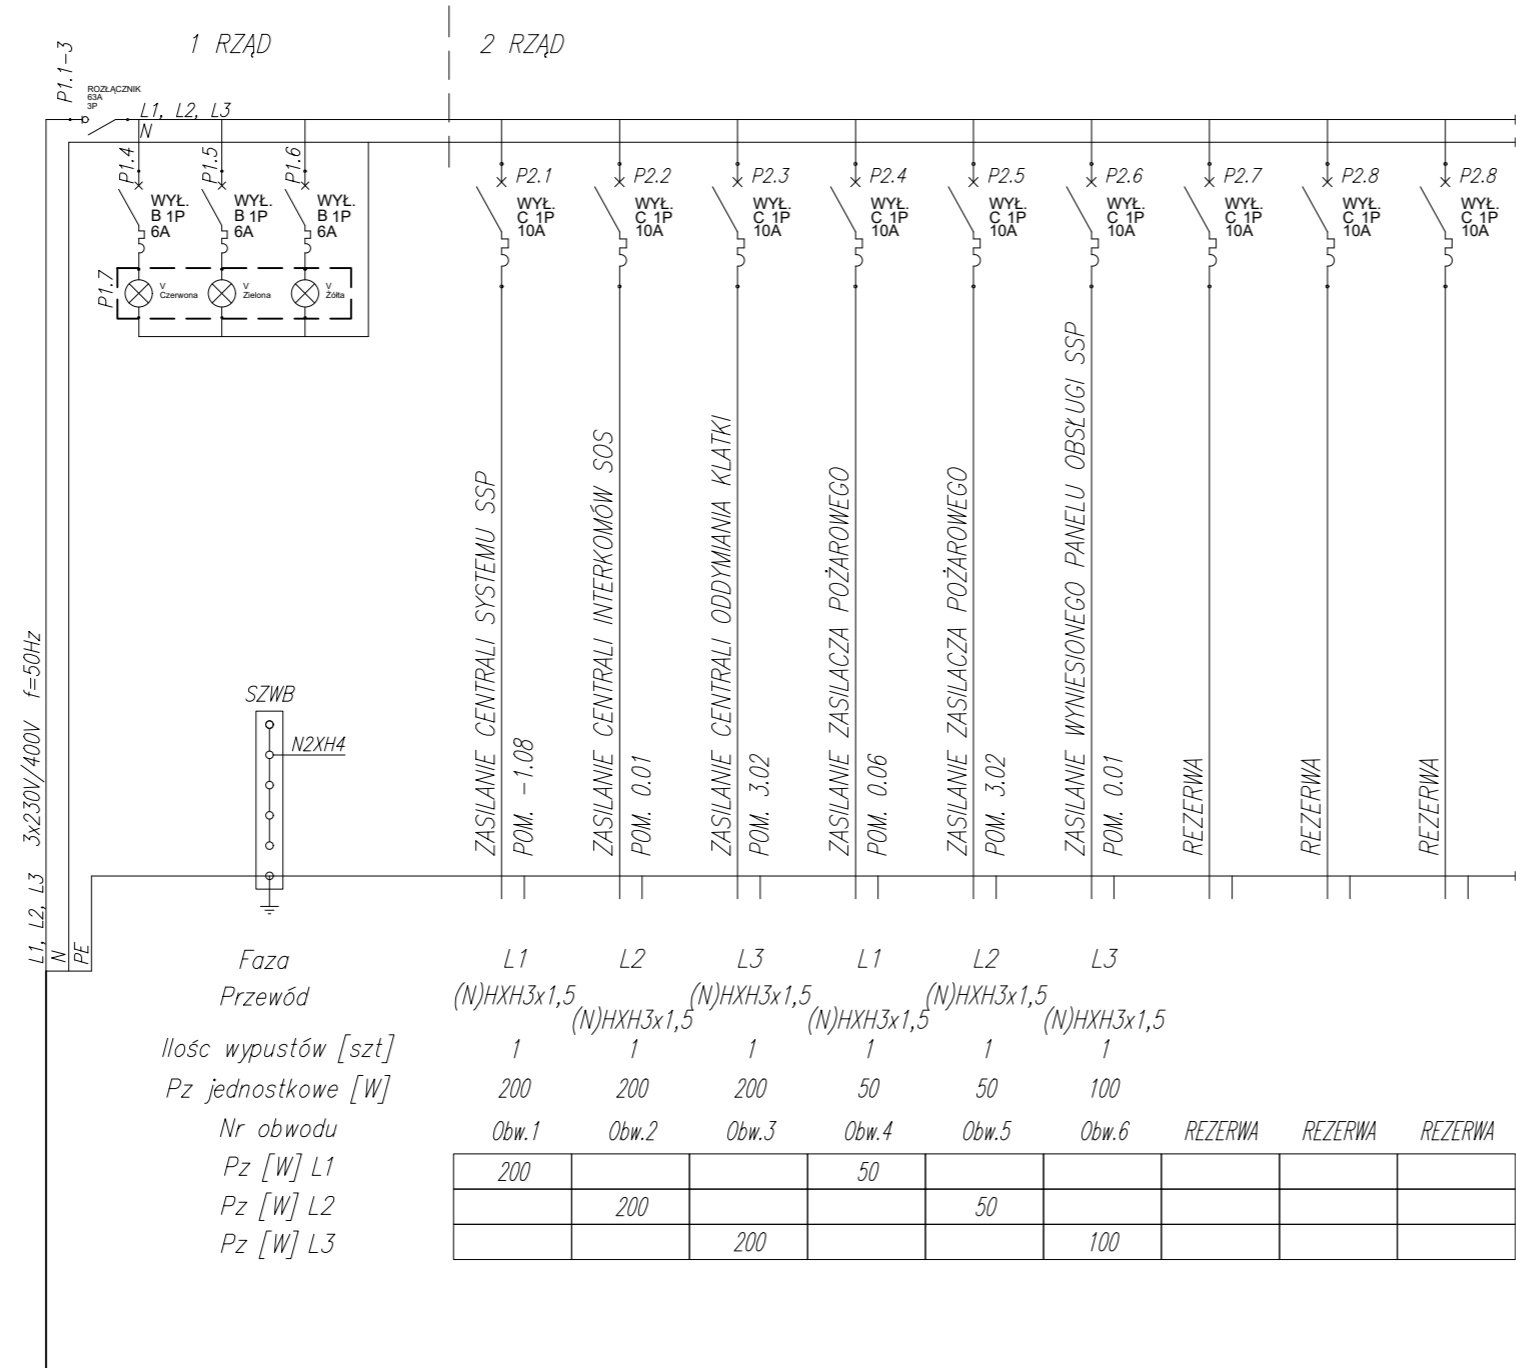 1 RZĄD
2 RZĄD
P1.1-3
ROZŁĄCZNIK
63A
3P
L1, L2, L3
N
P1.4
WYŁ.
B 1P
6A
P1.5
WYŁ.
B 1P
6A
P1.6
WYŁ.
B 1P
6A
P1.7
V
Czerwona
V
Zielona
V
Żółta
P2.1
WYŁ.
C 1P
10A
P2.2
WYŁ.
C 1P
10A
P2.3
WYŁ.
C 1P
10A
P2.4
WYŁ.
C 1P
10A
P2.5
WYŁ.
C 1P
10A
P2.6
WYŁ.
C 1P
10A
P2.7
WYŁ.
C 1P
10A
P2.8
WYŁ.
C 1P
10A
P2.8
WYŁ.
C 1P
10A
ZASILANIE CENTRALI SYSTEMU SSP
POM. -1.08
ZASILANIE CENTRALI INTERKOMÓW SOS
POM. 0.01
ZASILANIE CENTRALI ODDYMIANIA KLATKI
POM. 3.02
ZASILANIE ZASILACZA POŻAROWEGO
POM. 0.06
ZASILANIE ZASILACZA POŻAROWEGO
POM. 3.02
ZASILANIE WYNIESIONEGO PANELU OBSŁUGI SSP
POM. 0.01
REZERWA
REZERWA
REZERWA
SZWB
N2XH4
L1, L2, L3 3x230V/400V f=50Hz
N
PE
Faza L1 L2 L3 L1 L2 L3
Przewód (N)HXH3x1,5 (N)HXH3x1,5 (N)HXH3x1,5 (N)HXH3x1,5 (N)HXH3x1,5 (N)HXH3x1,5
Ilośc wypustów [szt] 1 1 1 1 1 1
Pz jednostkowe [W] 200 200 200 50 50 100
Nr obwodu Obw.1 Obw.2 Obw.3 Obw.4 Obw.5 Obw.6 REZERWA REZERWA REZERWA
Pz [W] L1 200 50
Pz [W] L2 200 50
Pz [W] L3 200 100